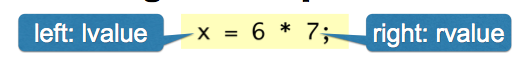 left: lvalue x = 6 * 7; right: rvalue